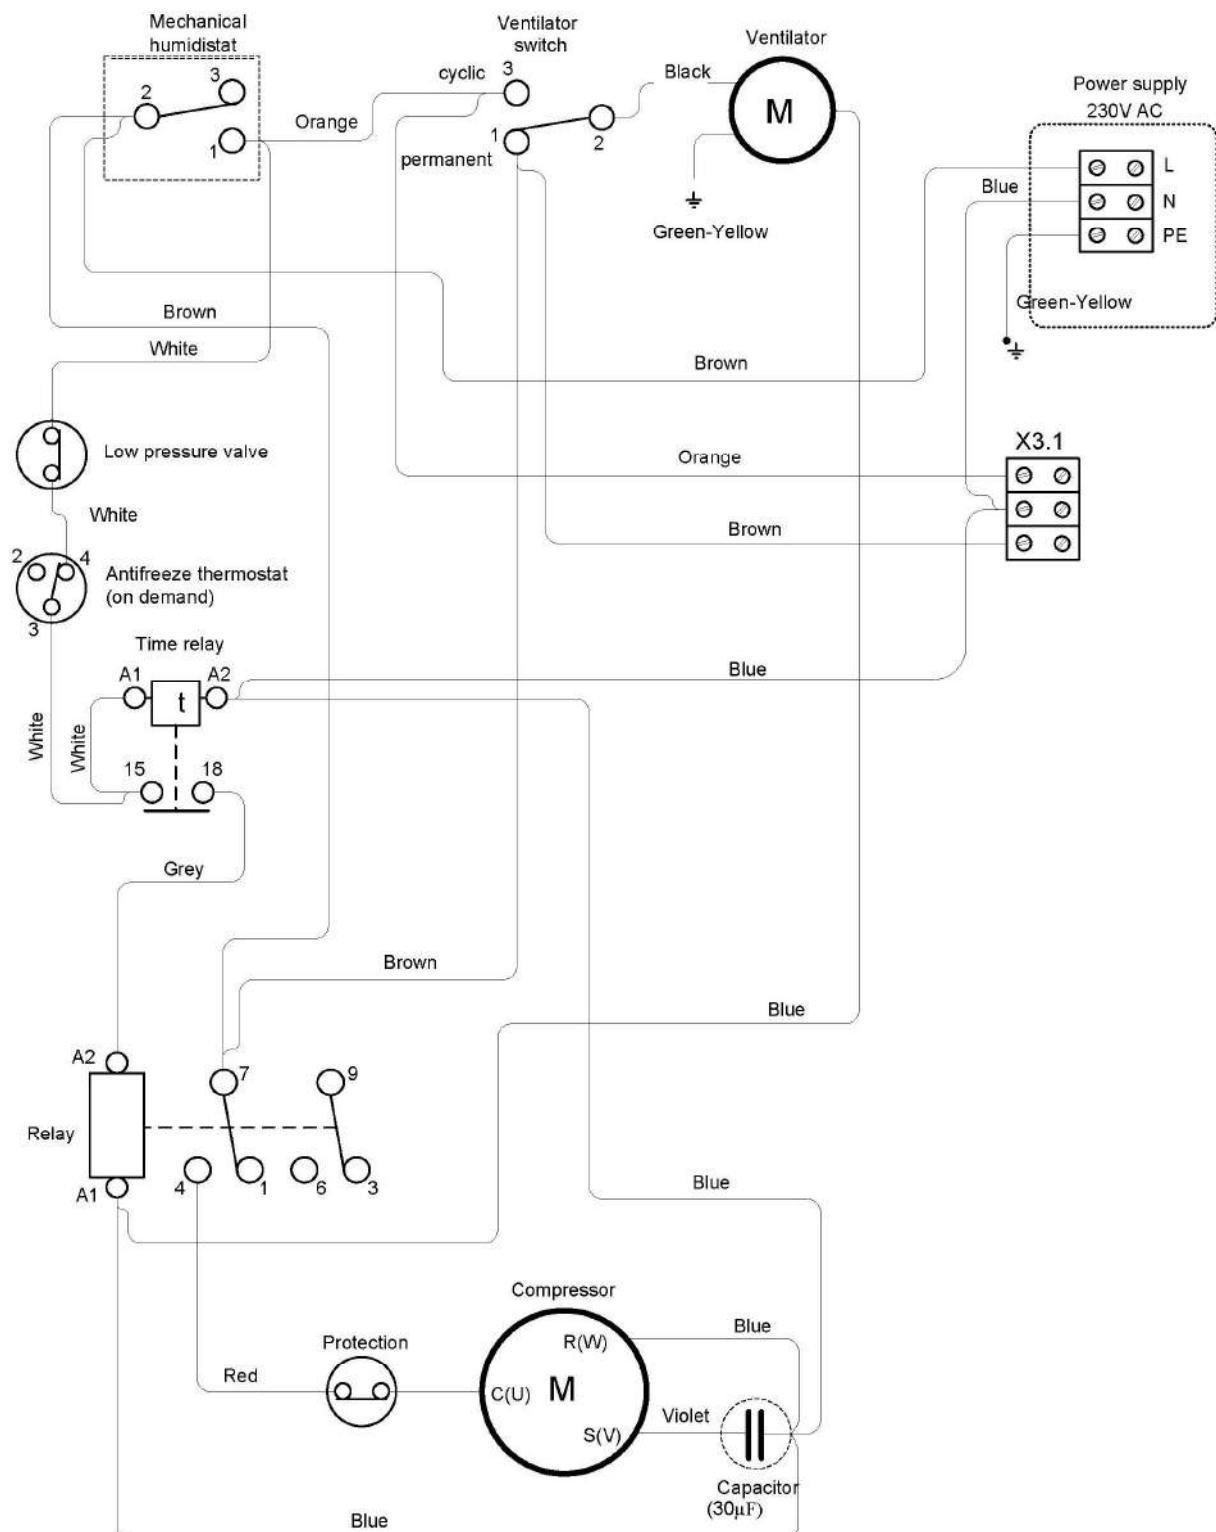 Mechanical
humidistat
Ventilator
switch
Ventilator
cyclic
3
Black
3
2
M
Power supply
230V AC
Orange
1
1
2
permanent
L
Blue
N
PE
Green-Yellow
Green-Yellow
Brown
White
Brown
X3.1
Low pressure valve
Orange
White
Brown
2
4
Antifreeze thermostat
(on demand)
3
Time relay
A1
A2
Blue
t
White
White
15
18
Grey
Brown
Blue
A2
7
9
Relay
A1
4
1
6
3
Blue
Compressor
Protection
R(W)
Blue
Red
C(U)
M
Violet
S(V)
Capacitor
(30µF)
Blue